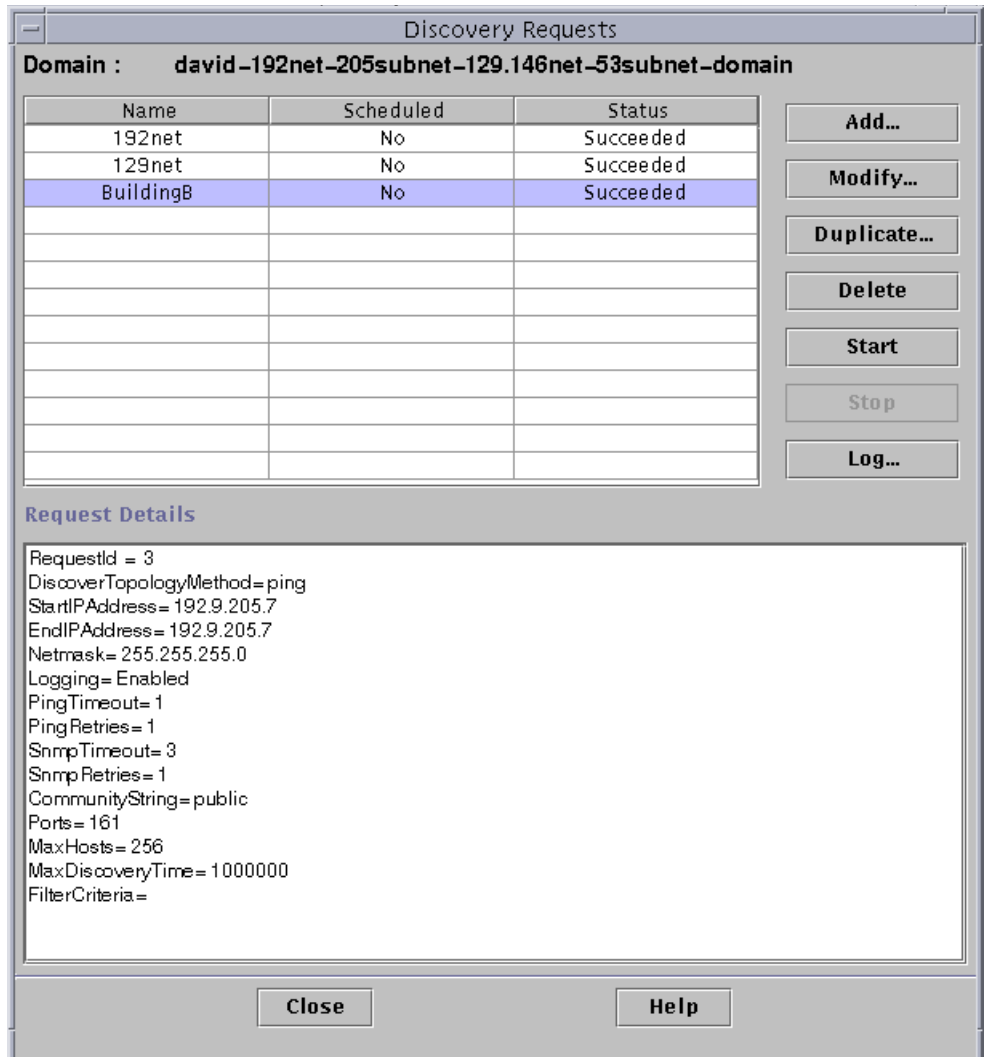 Discovery Requests
Domain : david-192net-205subnet-129.146net-53subnet-domain
Name Scheduled Status
192net No Succeeded
129net No Succeeded
BuildingB No Succeeded
Add...
Modify...
Duplicate...
Delete
Start
Stop
Log...
Request Details
RequestId = 3
DiscoverTopologyMethod=ping
StartIPAddress=192.9.205.7
EndIPAddress=192.9.205.7
Netmask=255.255.255.0
Logging=Enabled
PingTimeout=1
PingRetries=1
SnmpTimeout=3
SnmpRetries=1
CommunityString=public
Ports=161
MaxHosts=256
MaxDiscoveryTime=1000000
FilterCriteria=
Close Help